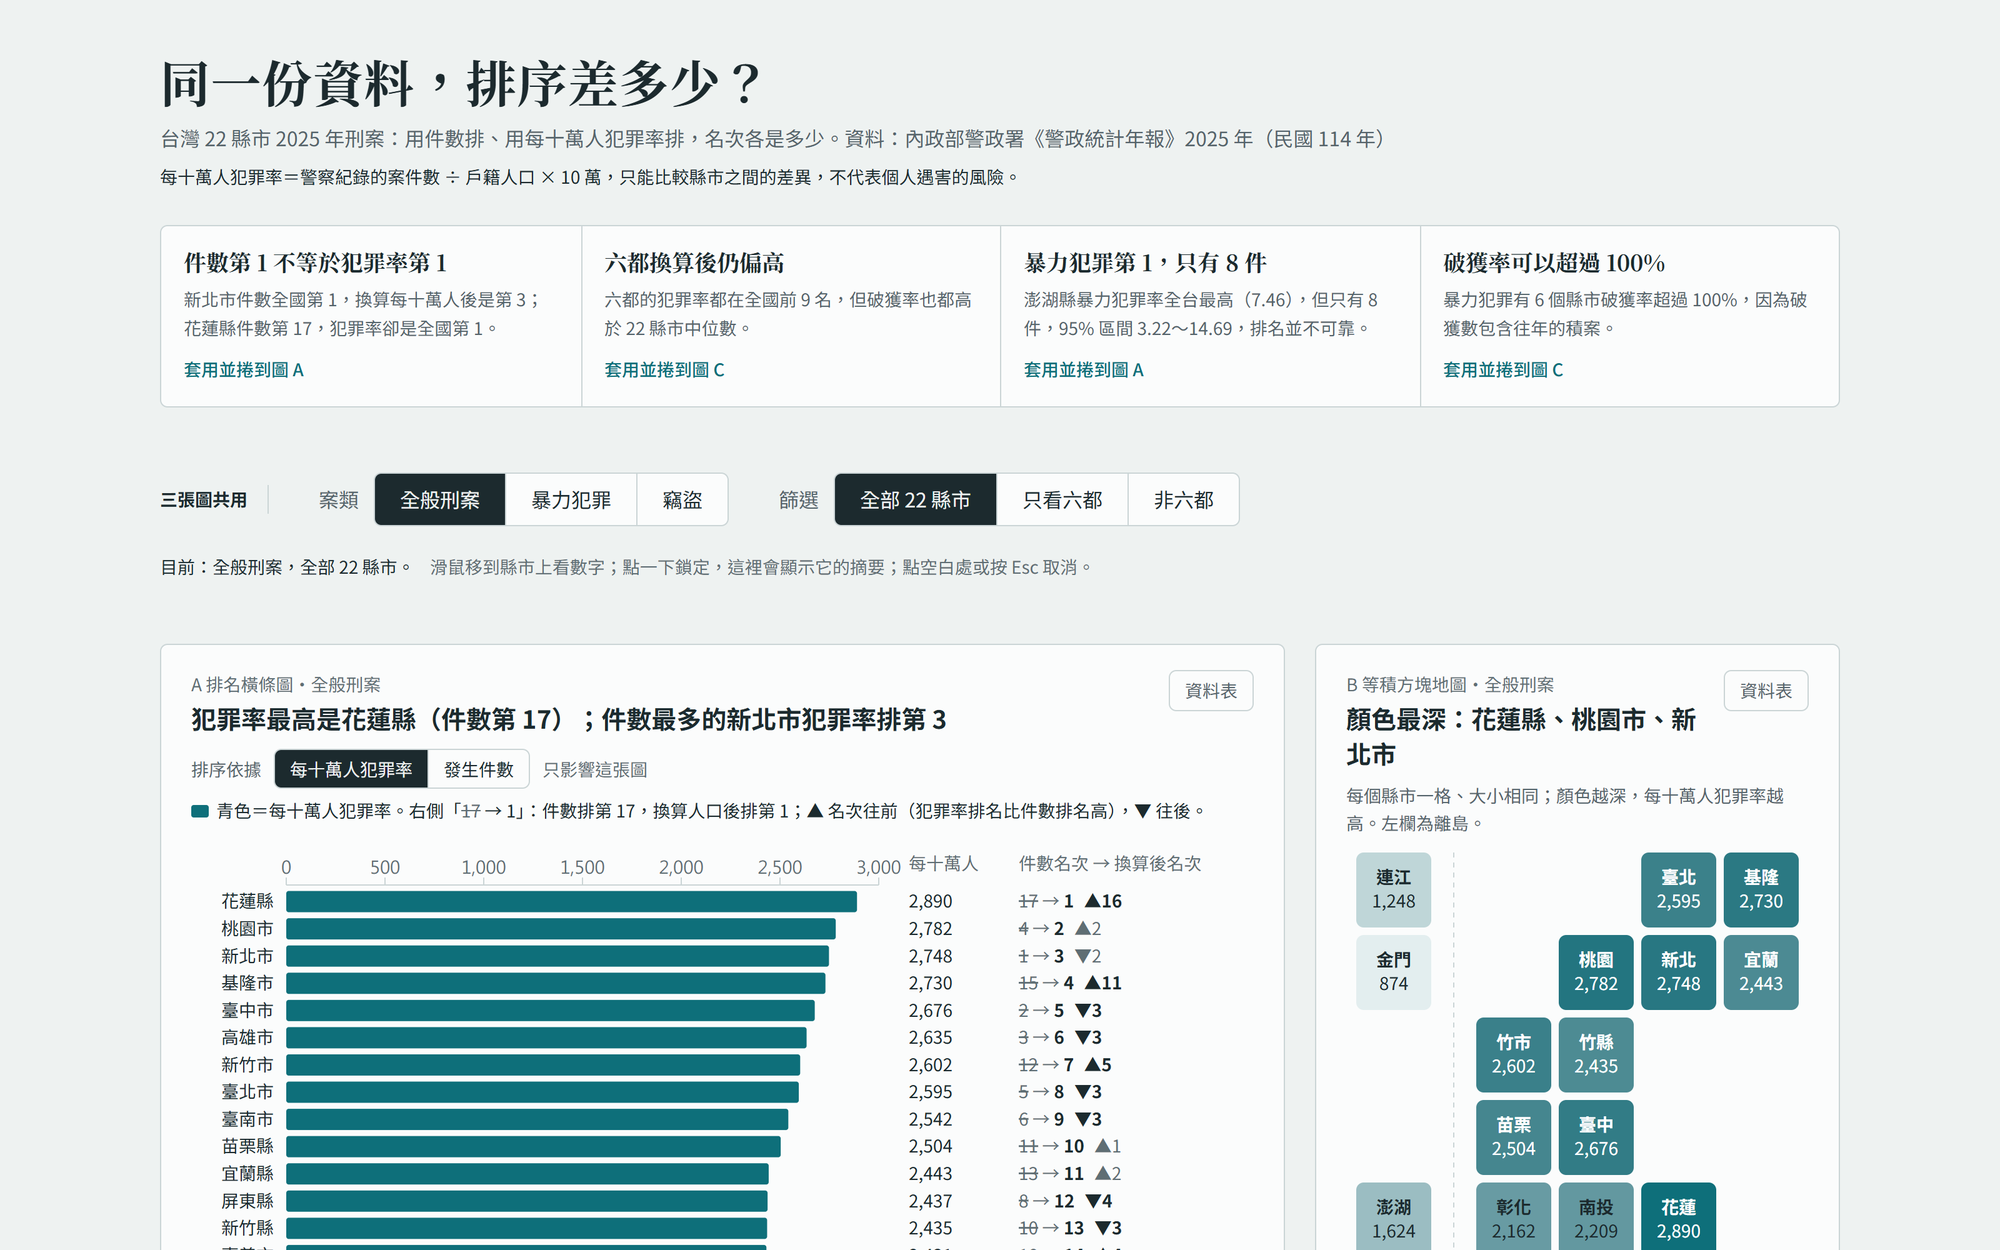 同一份資料，排序差多少？
台灣 22 縣市 2025 年刑案：用件數排、用每十萬人犯罪率排，名次各是多少。資料：內政部警政署《警政統計年報》2025 年（民國 114 年）
每十萬人犯罪率＝警察紀錄的案件數 ÷ 戶籍人口 × 10 萬，只能比較縣市之間的差異，不代表個人遇害的風險。
件數第 1 不等於犯罪率第 1
新北市件數全國第 1，換算每十萬人後是第 3；
花蓮縣件數第 17，犯罪率卻是全國第 1。
套用並捲到圖 A
六都換算後仍偏高
六都的犯罪率都在全國前 9 名，但破獲率也都高
於 22 縣市中位數。
套用並捲到圖 C
暴力犯罪第 1，只有 8 件
澎湖縣暴力犯罪率全台最高（7.46），但只有 8
件，95% 區間 3.22～14.69，排名並不可靠。
套用並捲到圖 A
破獲率可以超過 100%
暴力犯罪有 6 個縣市破獲率超過 100%，因為破
獲數包含往年的積案。
套用並捲到圖 C
三張圖共用 案類 全般刑案 暴力犯罪 竊盜 篩選 全部 22 縣市 只看六都 非六都
目前：全般刑案，全部 22 縣市。 滑鼠移到縣市上看數字；點一下鎖定，這裡會顯示它的摘要；點空白處或按 Esc 取消。
A 排名橫條圖・全般刑案
資料表
犯罪率最高是花蓮縣（件數第 17）；件數最多的新北市犯罪率排第 3
排序依據 每十萬人犯罪率 發生件數 只影響這張圖
青色＝每十萬人犯罪率。右側「17 → 1」：件數排第 17，換算人口後排第 1；▲ 名次往前（犯罪率排名比件數排名高），▼ 往後。
0 500 1,000 1,500 2,000 2,500 3,000 每十萬人 件數名次 → 換算後名次
花蓮縣 2,890 17 → 1 ▲16
桃園市 2,782 4 → 2 ▲2
新北市 2,748 1 → 3 ▼2
基隆市 2,730 15 → 4 ▲11
臺中市 2,676 2 → 5 ▼3
高雄市 2,635 3 → 6 ▼3
新竹市 2,602 12 → 7 ▲5
臺北市 2,595 5 → 8 ▼3
臺南市 2,542 6 → 9 ▼3
苗栗縣 2,504 11 → 10 ▲1
宜蘭縣 2,443 13 → 11 ▲2
屏東縣 2,437 8 → 12 ▼4
新竹縣 2,435 10 → 13 ▼3
B 等積方塊地圖・全般刑案
資料表
顏色最深：花蓮縣、桃園市、新
北市
每個縣市一格、大小相同；顏色越深，每十萬人犯罪率越
高。左欄為離島。
連江 臺北 基隆
1,248 2,595 2,730
金門 桃園 新北 宜蘭
874 2,782 2,748 2,443
竹市 竹縣
2,602 2,435
苗栗 臺中
2,504 2,676
澎湖 彰化 南投 花蓮
1,624 2,162 2,209 2,890